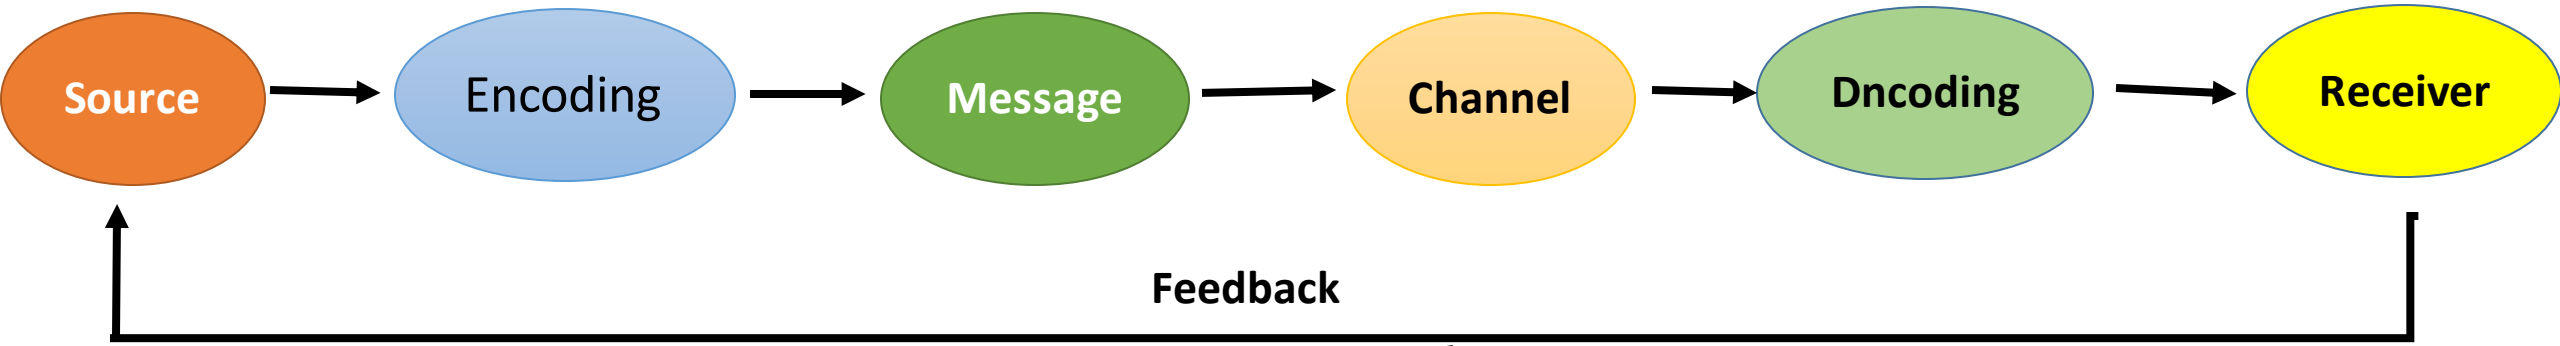 Source
Encoding
Message
Channel
Dncoding
Receiver
Feedback